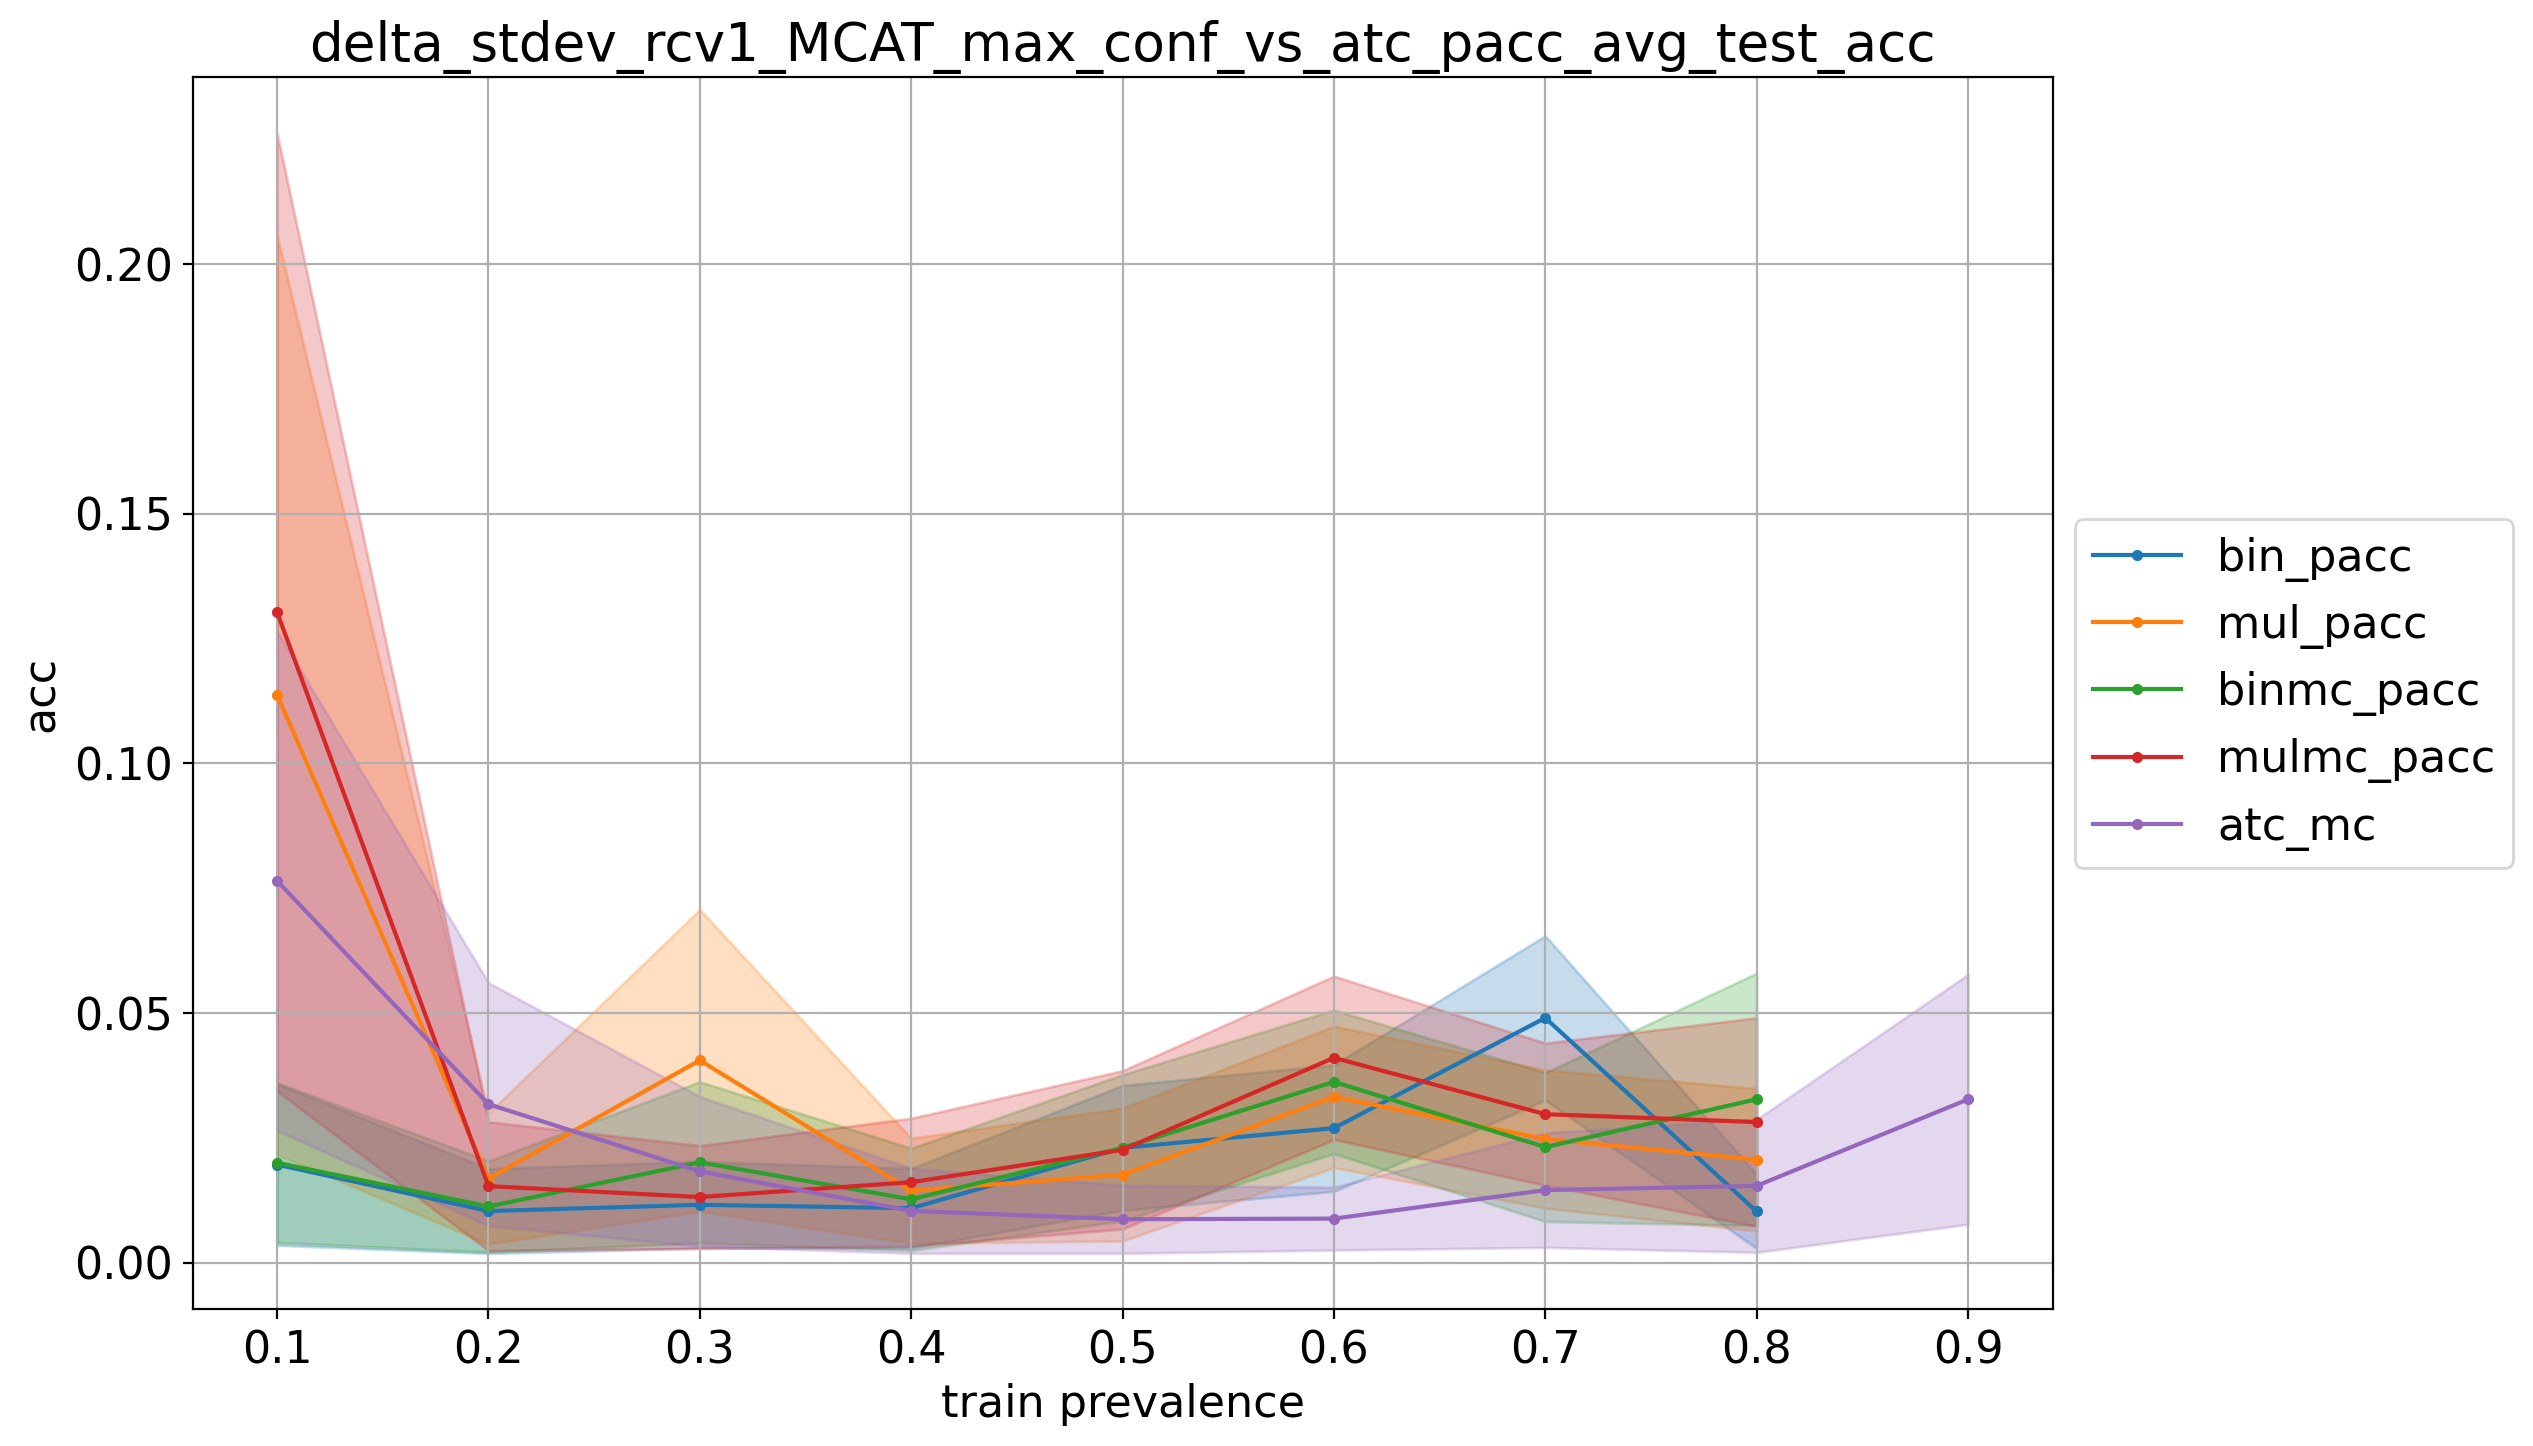 delta_stdev_rcv1_MCAT_max_conf_vs_atc_pacc_avg_test_acc
acc
0.20
0.15
0.10
0.05
0.00
0.1 0.2 0.3 0.4 0.5 0.6 0.7 0.8 0.9
train prevalence
bin_pacc
mul_pacc
binmc_pacc
mulmc_pacc
atc_mc